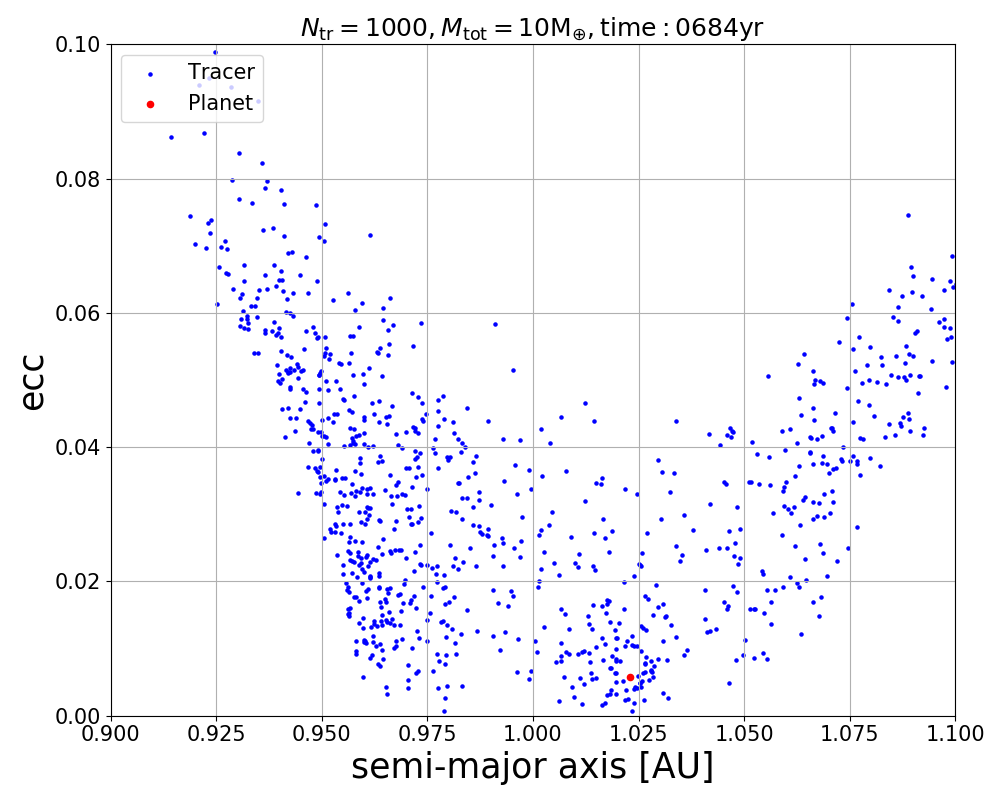 N_tr = 1000, M_tot = 10M_⊕, time : 0684yr
Tracer
Planet
ecc
0.10
0.08
0.06
0.04
0.02
0.00
0.900 0.925 0.950 0.975 1.000 1.025 1.050 1.075 1.100
semi-major axis [AU]